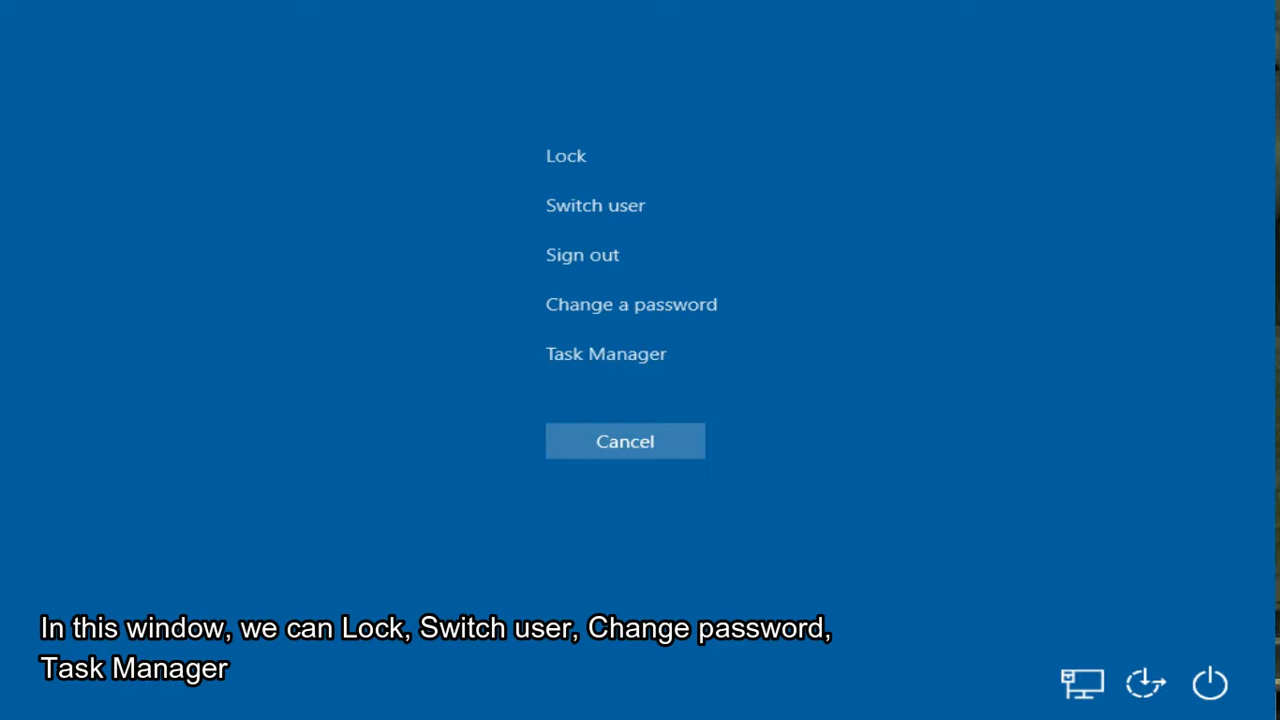 Lock
Switch user
Sign out
Change a password
Task Manager
Cancel
In this window, we can Lock, Switch user, Change password,
Task Manager